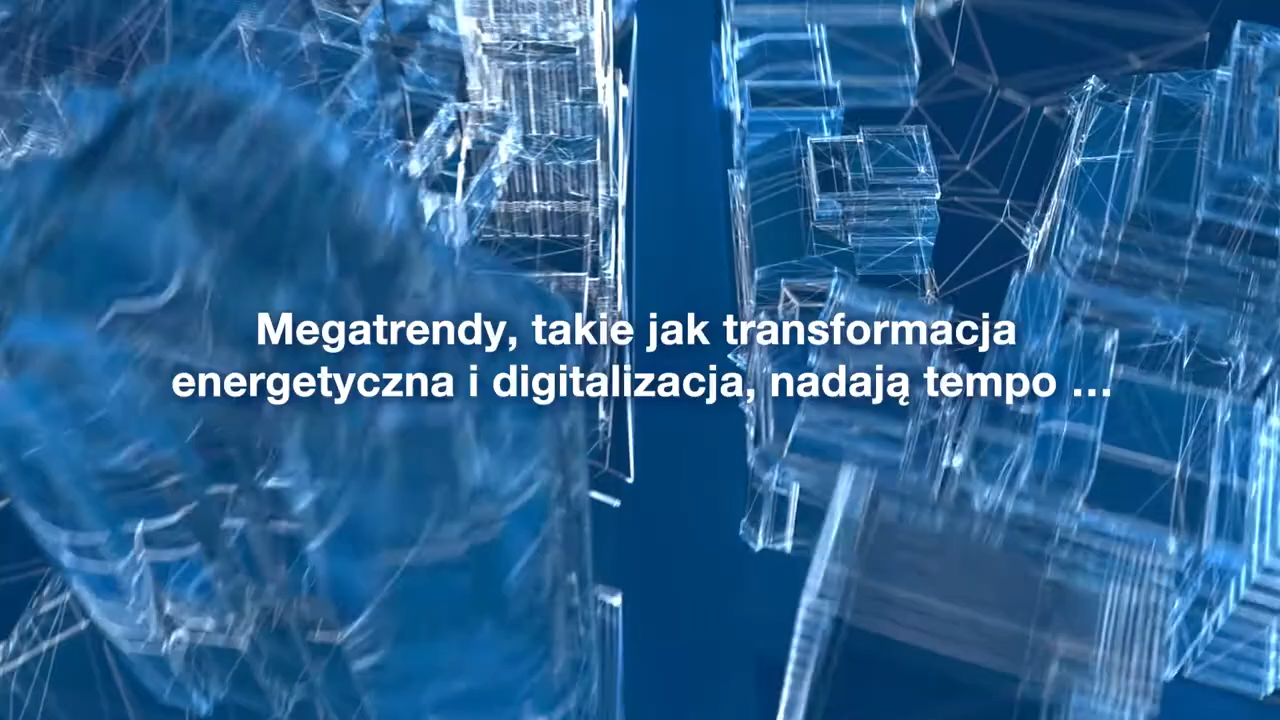 Megatrendy, takie jak transformacja
energetyczna i digitalizacja, nadają tempo ...